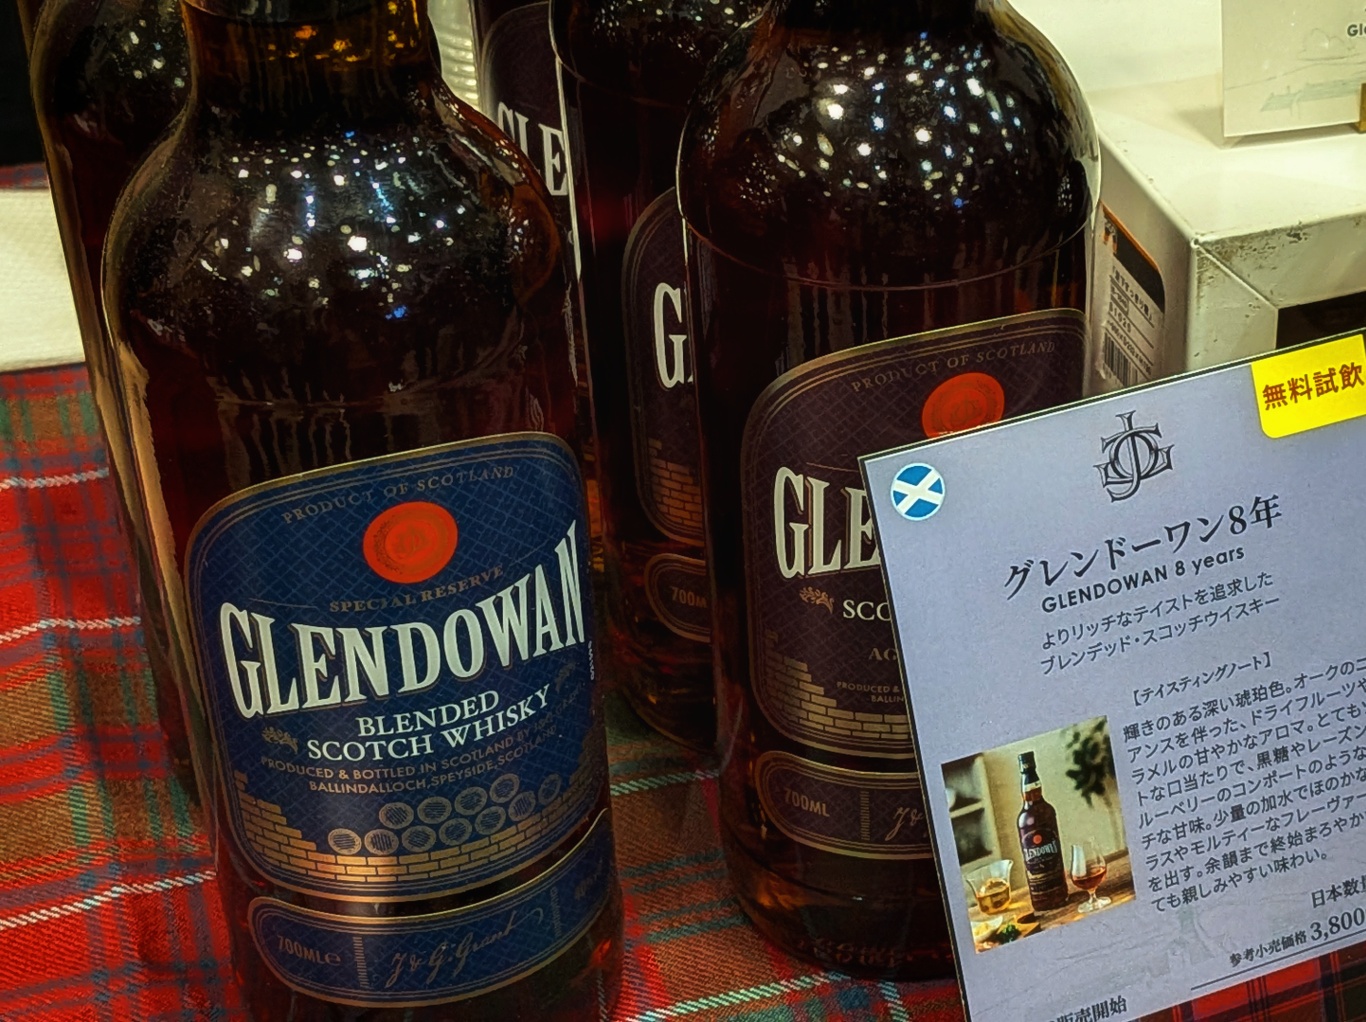 PRODUCT OF SCOTLAND
SPECIAL RESERVE
GLENDOWAN
BLENDED
SCOTCH WHISKY
PRODUCED & BOTTLED IN SCOTLAND BY
BALLINDALLOCH, SPEYSIDE, SCOTLAND
700MLe
J & G. Grant
GLE
G
700M
PRODUCT OF SCOTLAND
GLE
SCO
AG
PRODUCED &
BALLIN
700ML
無料試飲
グレンドーワン8年
GLENDOWAN 8 years
よりリッチなテイストを追求した
ブレンデッド・スコッチウイスキー
【テイスティングノート】
輝きのある深い琥珀色。オークのニ
アンスを伴った、ドライフルーツや
ラメルの甘やかなアロマ。とても
トな口当たりで、黒糖やレーズン
ルーベリーのコンポートのような
チな甘味。少量の加水でほのかな
ラスやモルティーなフレーヴァー
を出す。余韻まで終始まろやか
ても親しみやすい味わい。
日本数量
参考小売価格 3,800
販売開始